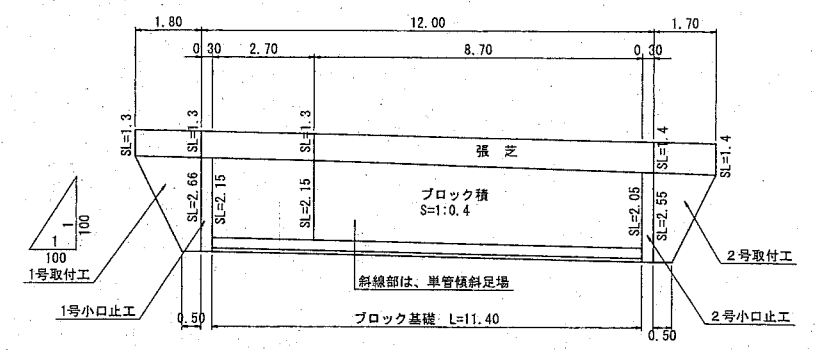 1.80
12.00
1.70
0.30
2.70
8.70
0.30
SL=1.3
SL=1.3
SL=1.3
SL=1.4
SL=1.4
張 芝
SL=2.66
SL=2.15
SL=2.15
ブロック積
S=1:0.4
SL=2.05
SL=2.55
1
1
100
100
1号取付工
2号取付工
斜線部は、単管傾斜足場
1号小口止工
2号小口止工
0.50
ブロック基礎 L=11.40
0.50